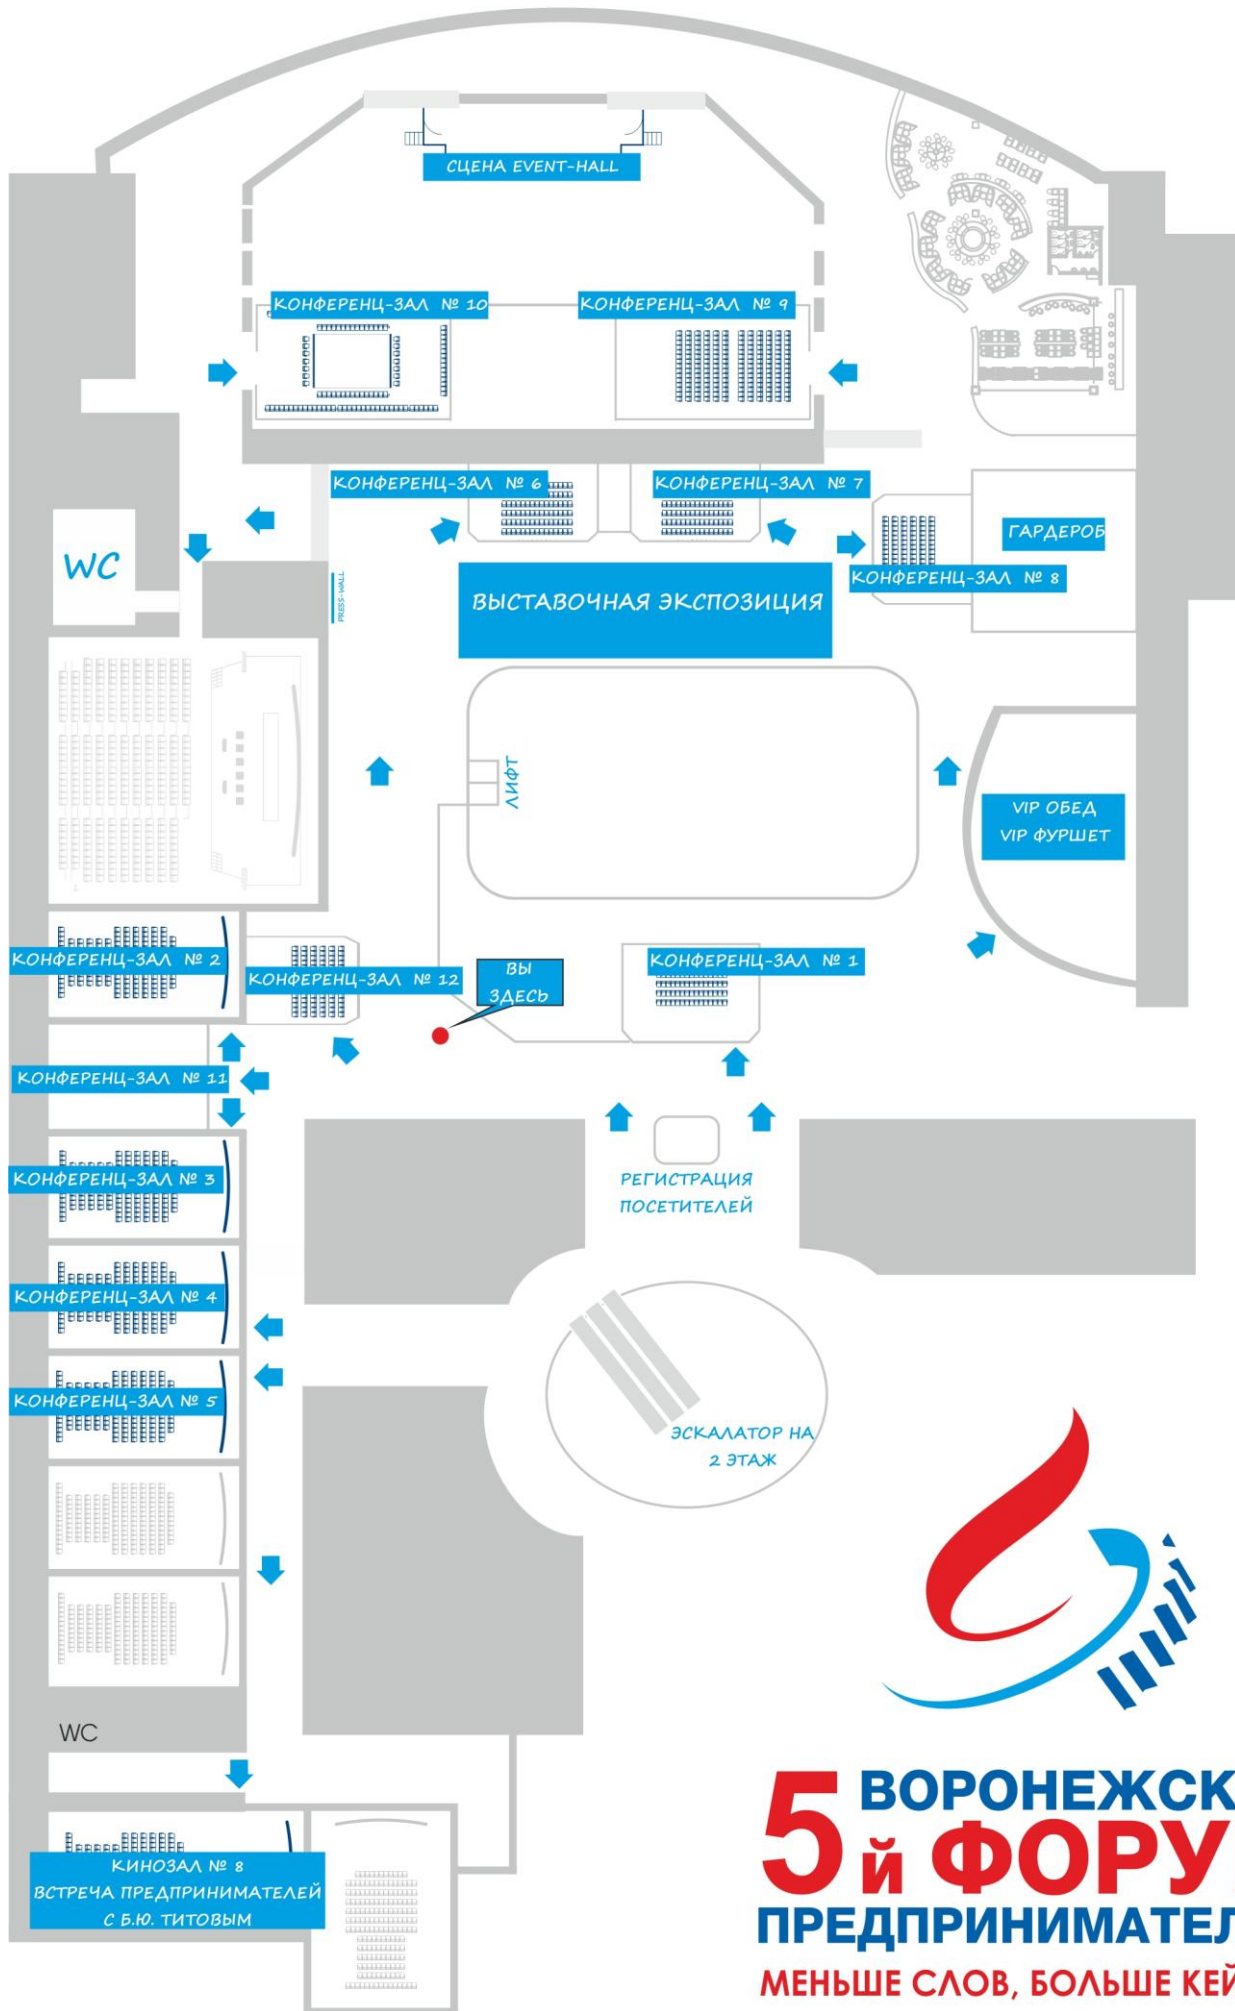 СЦЕНА EVENT-HALL
КОНФЕРЕНЦ-ЗАЛ № 10
КОНФЕРЕНЦ-ЗАЛ № 9
КОНФЕРЕНЦ-ЗАЛ № 6
КОНФЕРЕНЦ-ЗАЛ № 7
ГАРДЕРОБ
WC
КОНФЕРЕНЦ-ЗАЛ № 8
PRESS-WALL
ВЫСТАВОЧНАЯ ЭКСПОЗИЦИЯ
ЛИФТ
VIP ОБЕД
VIP ФУРШЕТ
КОНФЕРЕНЦ-ЗАЛ № 2
КОНФЕРЕНЦ-ЗАЛ № 12
ВЫ
ЗДЕСЬ
КОНФЕРЕНЦ-ЗАЛ № 1
КОНФЕРЕНЦ-ЗАЛ № 11
КОНФЕРЕНЦ-ЗАЛ № 3
РЕГИСТРАЦИЯ
ПОСЕТИТЕЛЕЙ
КОНФЕРЕНЦ-ЗАЛ № 4
КОНФЕРЕНЦ-ЗАЛ № 5
ЭСКАЛАТОР НА
2 ЭТАЖ
WC
КИНОЗАЛ № 8
ВСТРЕЧА ПРЕДПРИНИМАТЕЛЕЙ
С Б.Ю. ТИТОВЫМ
ВОРОНЕЖСК
5й ФОРУ
ПРЕДПРИНИМАТЕЛ
МЕНЬШЕ СЛОВ, БОЛЬШЕ КЕЙ